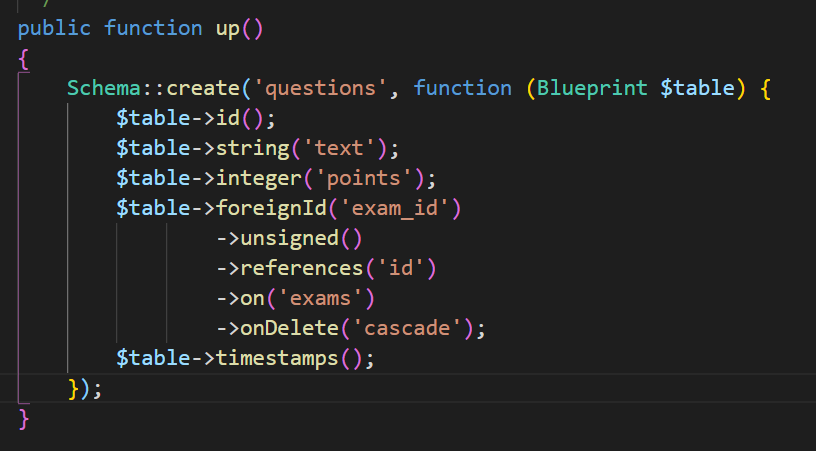 /
public function up()
{
Schema::create('questions', function (Blueprint $table) {
$table->id();
$table->string('text');
$table->integer('points');
$table->foreignId('exam_id')
->unsigned()
->references('id')
->on('exams')
->onDelete('cascade');
$table->timestamps();
});
}